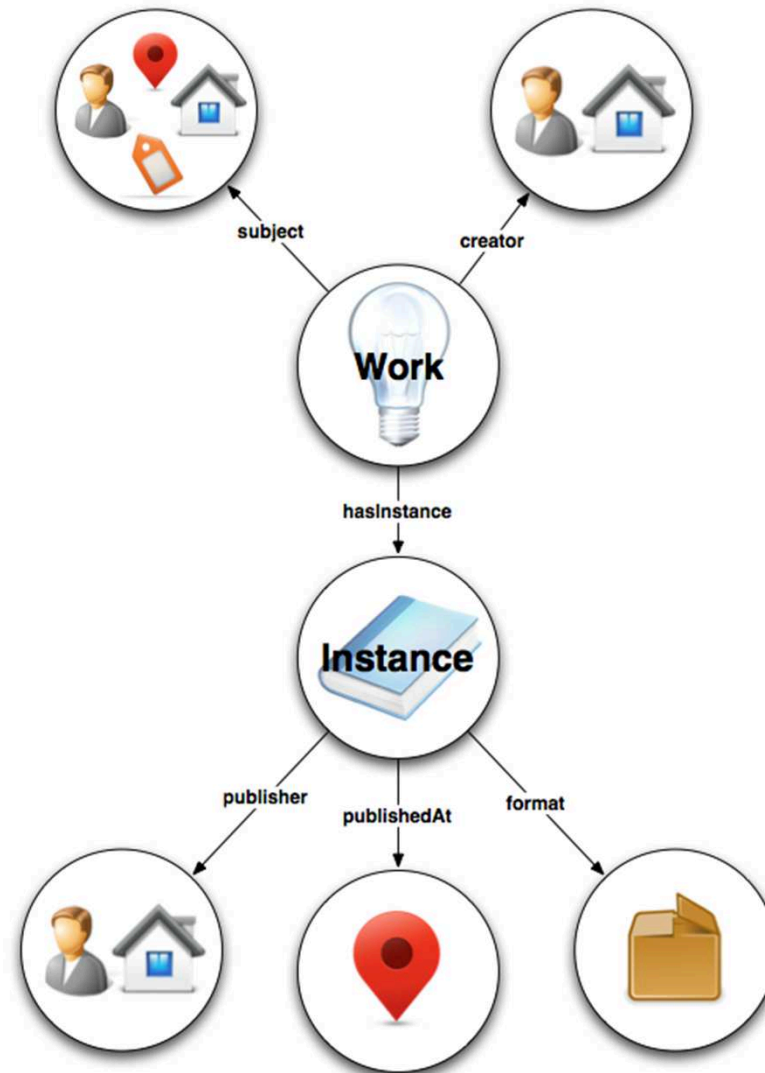 subject
creator
Work
hasInstance
Instance
publisher
publishedAt
format